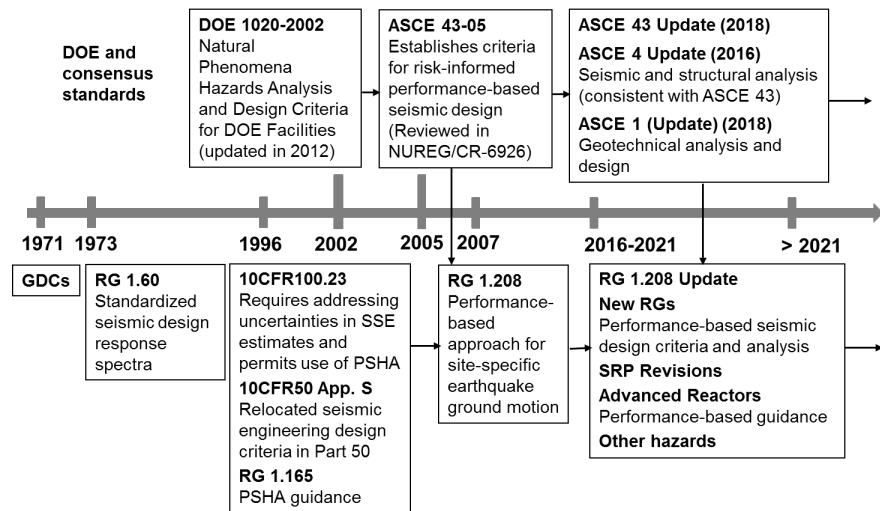 DOE and
consensus
standards
DOE 1020-2002
Natural
Phenomena
Hazards Analysis
and Design Criteria
for DOE Facilities
(updated in 2012)
ASCE 43-05
Establishes criteria
for risk-informed
performance-based
seismic design
(Reviewed in
NUREG/CR-6926)
ASCE 43 Update (2018)
ASCE 4 Update (2016)
Seismic and structural analysis
(consistent with ASCE 43)
ASCE 1 (Update) (2018)
Geotechnical analysis and
design
1971
1973
1996
2002
2005
2007
2016-2021
> 2021
GDCs
RG 1.60
Standardized
seismic design
response
spectra
10CFR100.23
Requires addressing
uncertainties in SSE
estimates and
permits use of PSHA
10CFR50 App. S
Relocated seismic
engineering design
criteria in Part 50
RG 1.165
PSHA guidance
RG 1.208
Performance-
based
approach for
site-specific
earthquake
ground motion
RG 1.208 Update
New RGs
Performance-based seismic
design criteria and analysis
SRP Revisions
Advanced Reactors
Performance-based guidance
Other hazards